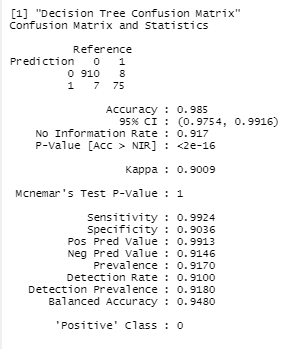 [1] "Decision Tree Confusion Matrix"
Confusion Matrix and Statistics
Reference
Prediction 0 1
0 910 8
1 7 75
Accuracy : 0.985
95% CI : (0.9754, 0.9916)
No Information Rate : 0.917
P-Value [Acc > NIR] : <2e-16
Kappa : 0.9009
Mcnemar's Test P-Value : 1
Sensitivity : 0.9924
Specificity : 0.9036
Pos Pred Value : 0.9913
Neg Pred Value : 0.9146
Prevalence : 0.9170
Detection Rate : 0.9100
Detection Prevalence : 0.9180
Balanced Accuracy : 0.9480
'Positive' Class : 0